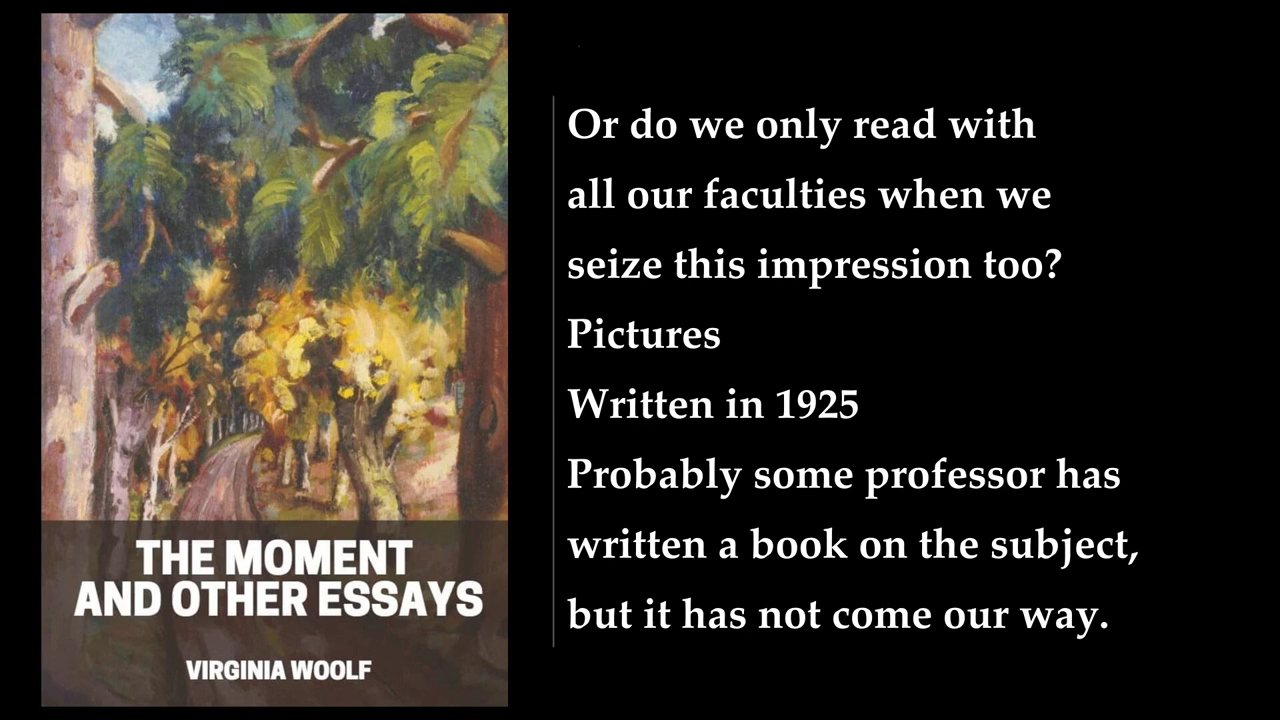 THE MOMENT
AND OTHER ESSAYS
VIRGINIA WOOLF
Or do we only read with
all our faculties when we
seize this impression too?
Pictures
Written in 1925
Probably some professor has
written a book on the subject,
but it has not come our way.